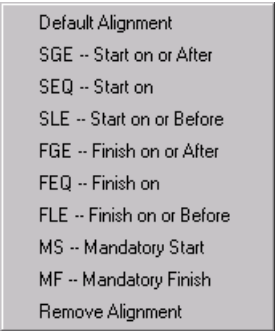 Default Alignment
SGE -- Start on or After
SEQ -- Start on
SLE -- Start on or Before
FGE -- Finish on or After
FEQ -- Finish on
FLE -- Finish on or Before
MS -- Mandatory Start
MF -- Mandatory Finish
Remove Alignment